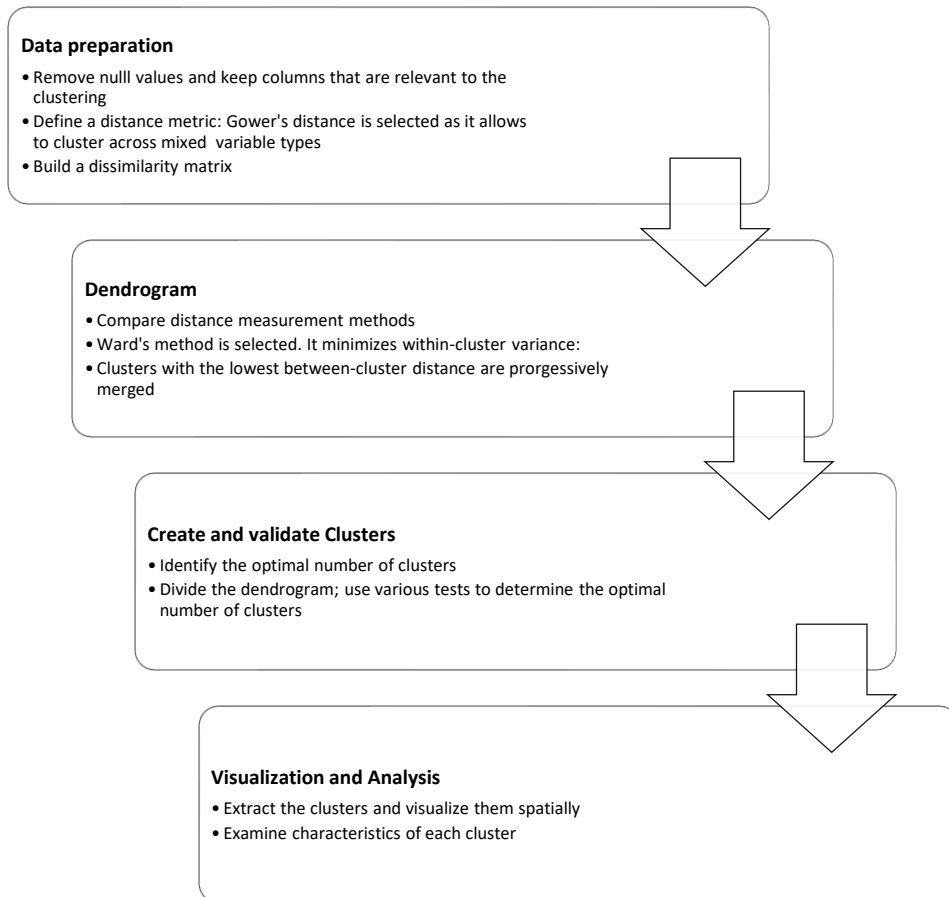 Data preparation
• Remove nulll values and keep columns that are relevant to the
clustering
• Define a distance metric: Gower's distance is selected as it allows
to cluster across mixed variable types
• Build a dissimilarity matrix
Dendrogram
• Compare distance measurement methods
• Ward's method is selected. It minimizes within-cluster variance:
• Clusters with the lowest between-cluster distance are prorgessively
merged
Create and validate Clusters
• Identify the optimal number of clusters
• Divide the dendrogram; use various tests to determine the optimal
number of clusters
Visualization and Analysis
• Extract the clusters and visualize them spatially
• Examine characteristics of each cluster